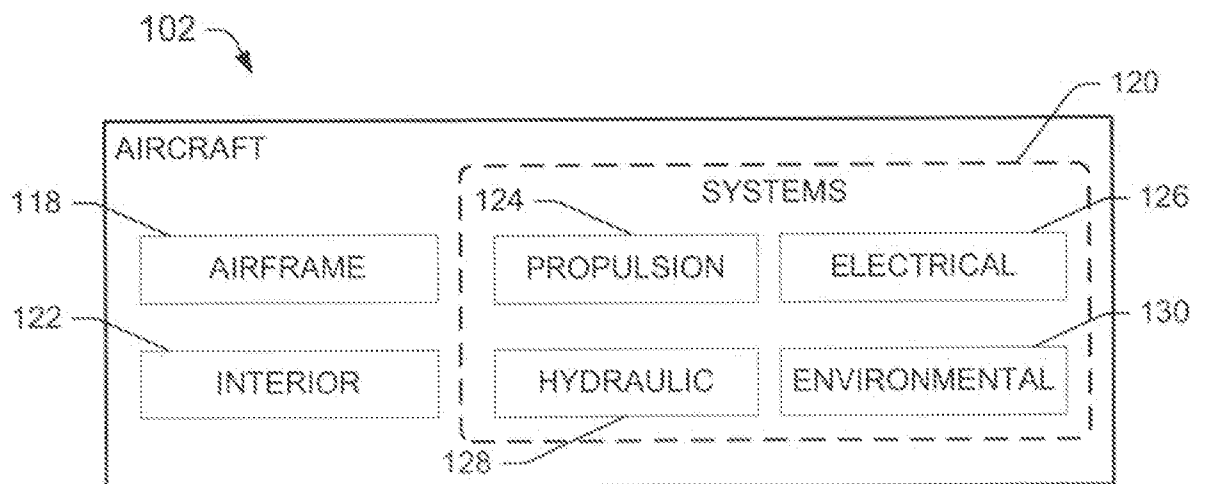 102
120
AIRCRAFT
SYSTEMS
118
124
126
AIRFRAME
PROPULSION
ELECTRICAL
122
130
INTERIOR
HYDRAULIC
ENVIRONMENTAL
128